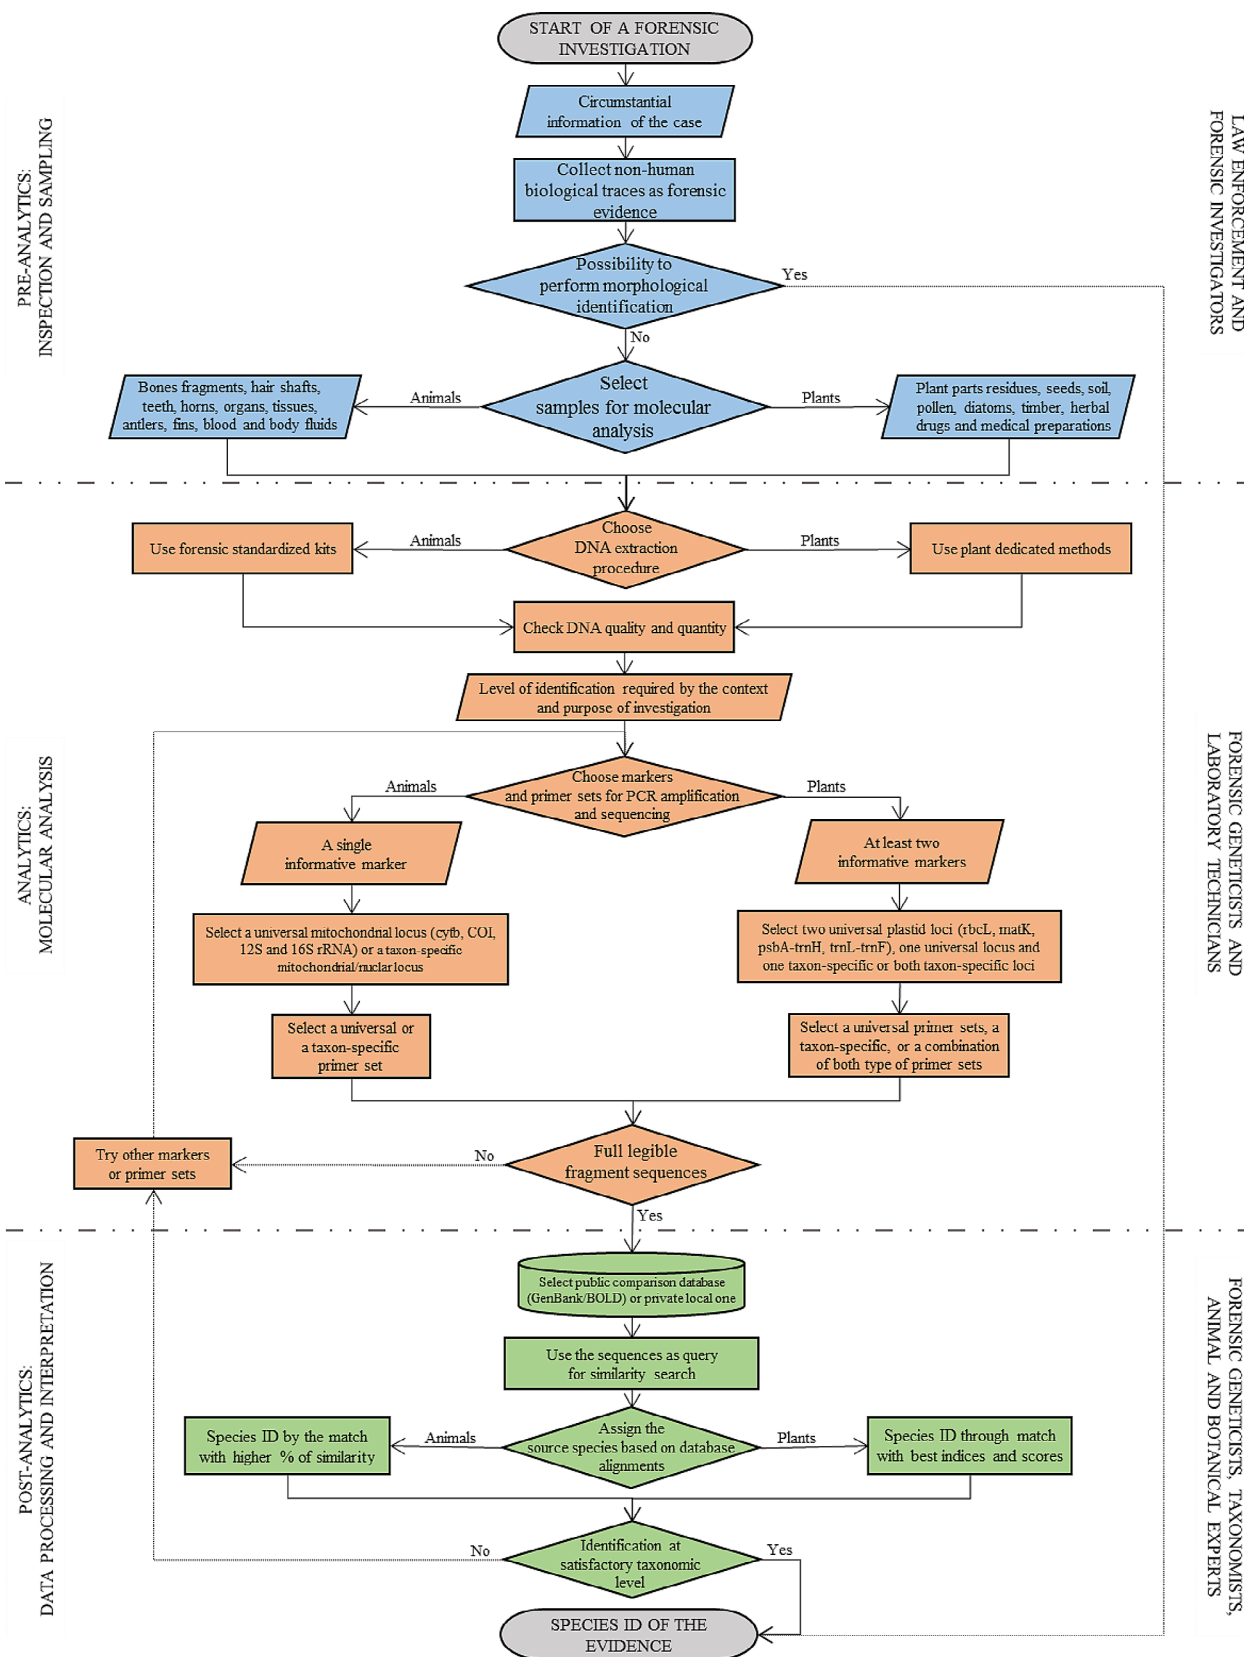 START OF A FORENSIC
INVESTIGATION
Circumstantial
information of the case
Collect non-human
biological traces as forensic
evidence
Possibility to
perform morphological
identification
Yes
No
PRE-ANALYTICS:
INSPECTION AND SAMPLING
LAW ENFORCEMENT AND
FORENSIC INVESTIGATORS
Select
samples for molecular
analysis
Animals
Plants
Bones fragments, hair shafts,
teeth, horns, organs, tissues,
antlers, fins, blood and body fluids
Plant parts residues, seeds, soil,
pollen, diatoms, timber, herbal
drugs and medical preparations
Choose
DNA extraction
procedure
Animals
Plants
Use forensic standardized kits
Use plant dedicated methods
Check DNA quality and quantity
Level of identification required by the context
and purpose of investigation
Choose markers
and primer sets for PCR amplification
and sequencing
Animals
Plants
A single
informative marker
At least two
informative markers
ANALYTICS:
MOLECULAR ANALYSIS
FORENSIC GENETICISTS AND
LABORATORY TECHNICIANS
Select a universal mitochondrial locus (cytb, COI,
12S and 16S rRNA) or a taxon-specific
mitochondrial/nuclar locus
Select two universal plastid loci (rbcL, matK,
psbA-trnH, trnL-trnF), one universal locus and
one taxon-specific or both taxon-specific loci
Select a universal or
a taxon-specific
primer set
Select a universal primer sets, a
taxon-specific, or a combination
of both type of primer sets
Full legible
fragment sequences
No
Yes
Try other markers
or primer sets
Select public comparison database
(GenBank/BOLD) or private local one
Use the sequences as query
for similarity search
Assign the
source species based on database
alignments
Animals
Plants
Species ID by the match
with higher % of similarity
Species ID through match
with best indices and scores
POST-ANALYTICS:
DATA PROCESSING AND INTERPRETATION
FORENSIC GENETICISTS, TAXONOMISTS,
ANIMAL AND BOTANICAL EXPERTS
Identification at
satisfactory taxonomic
level
No
Yes
SPECIES ID OF THE
EVIDENCE